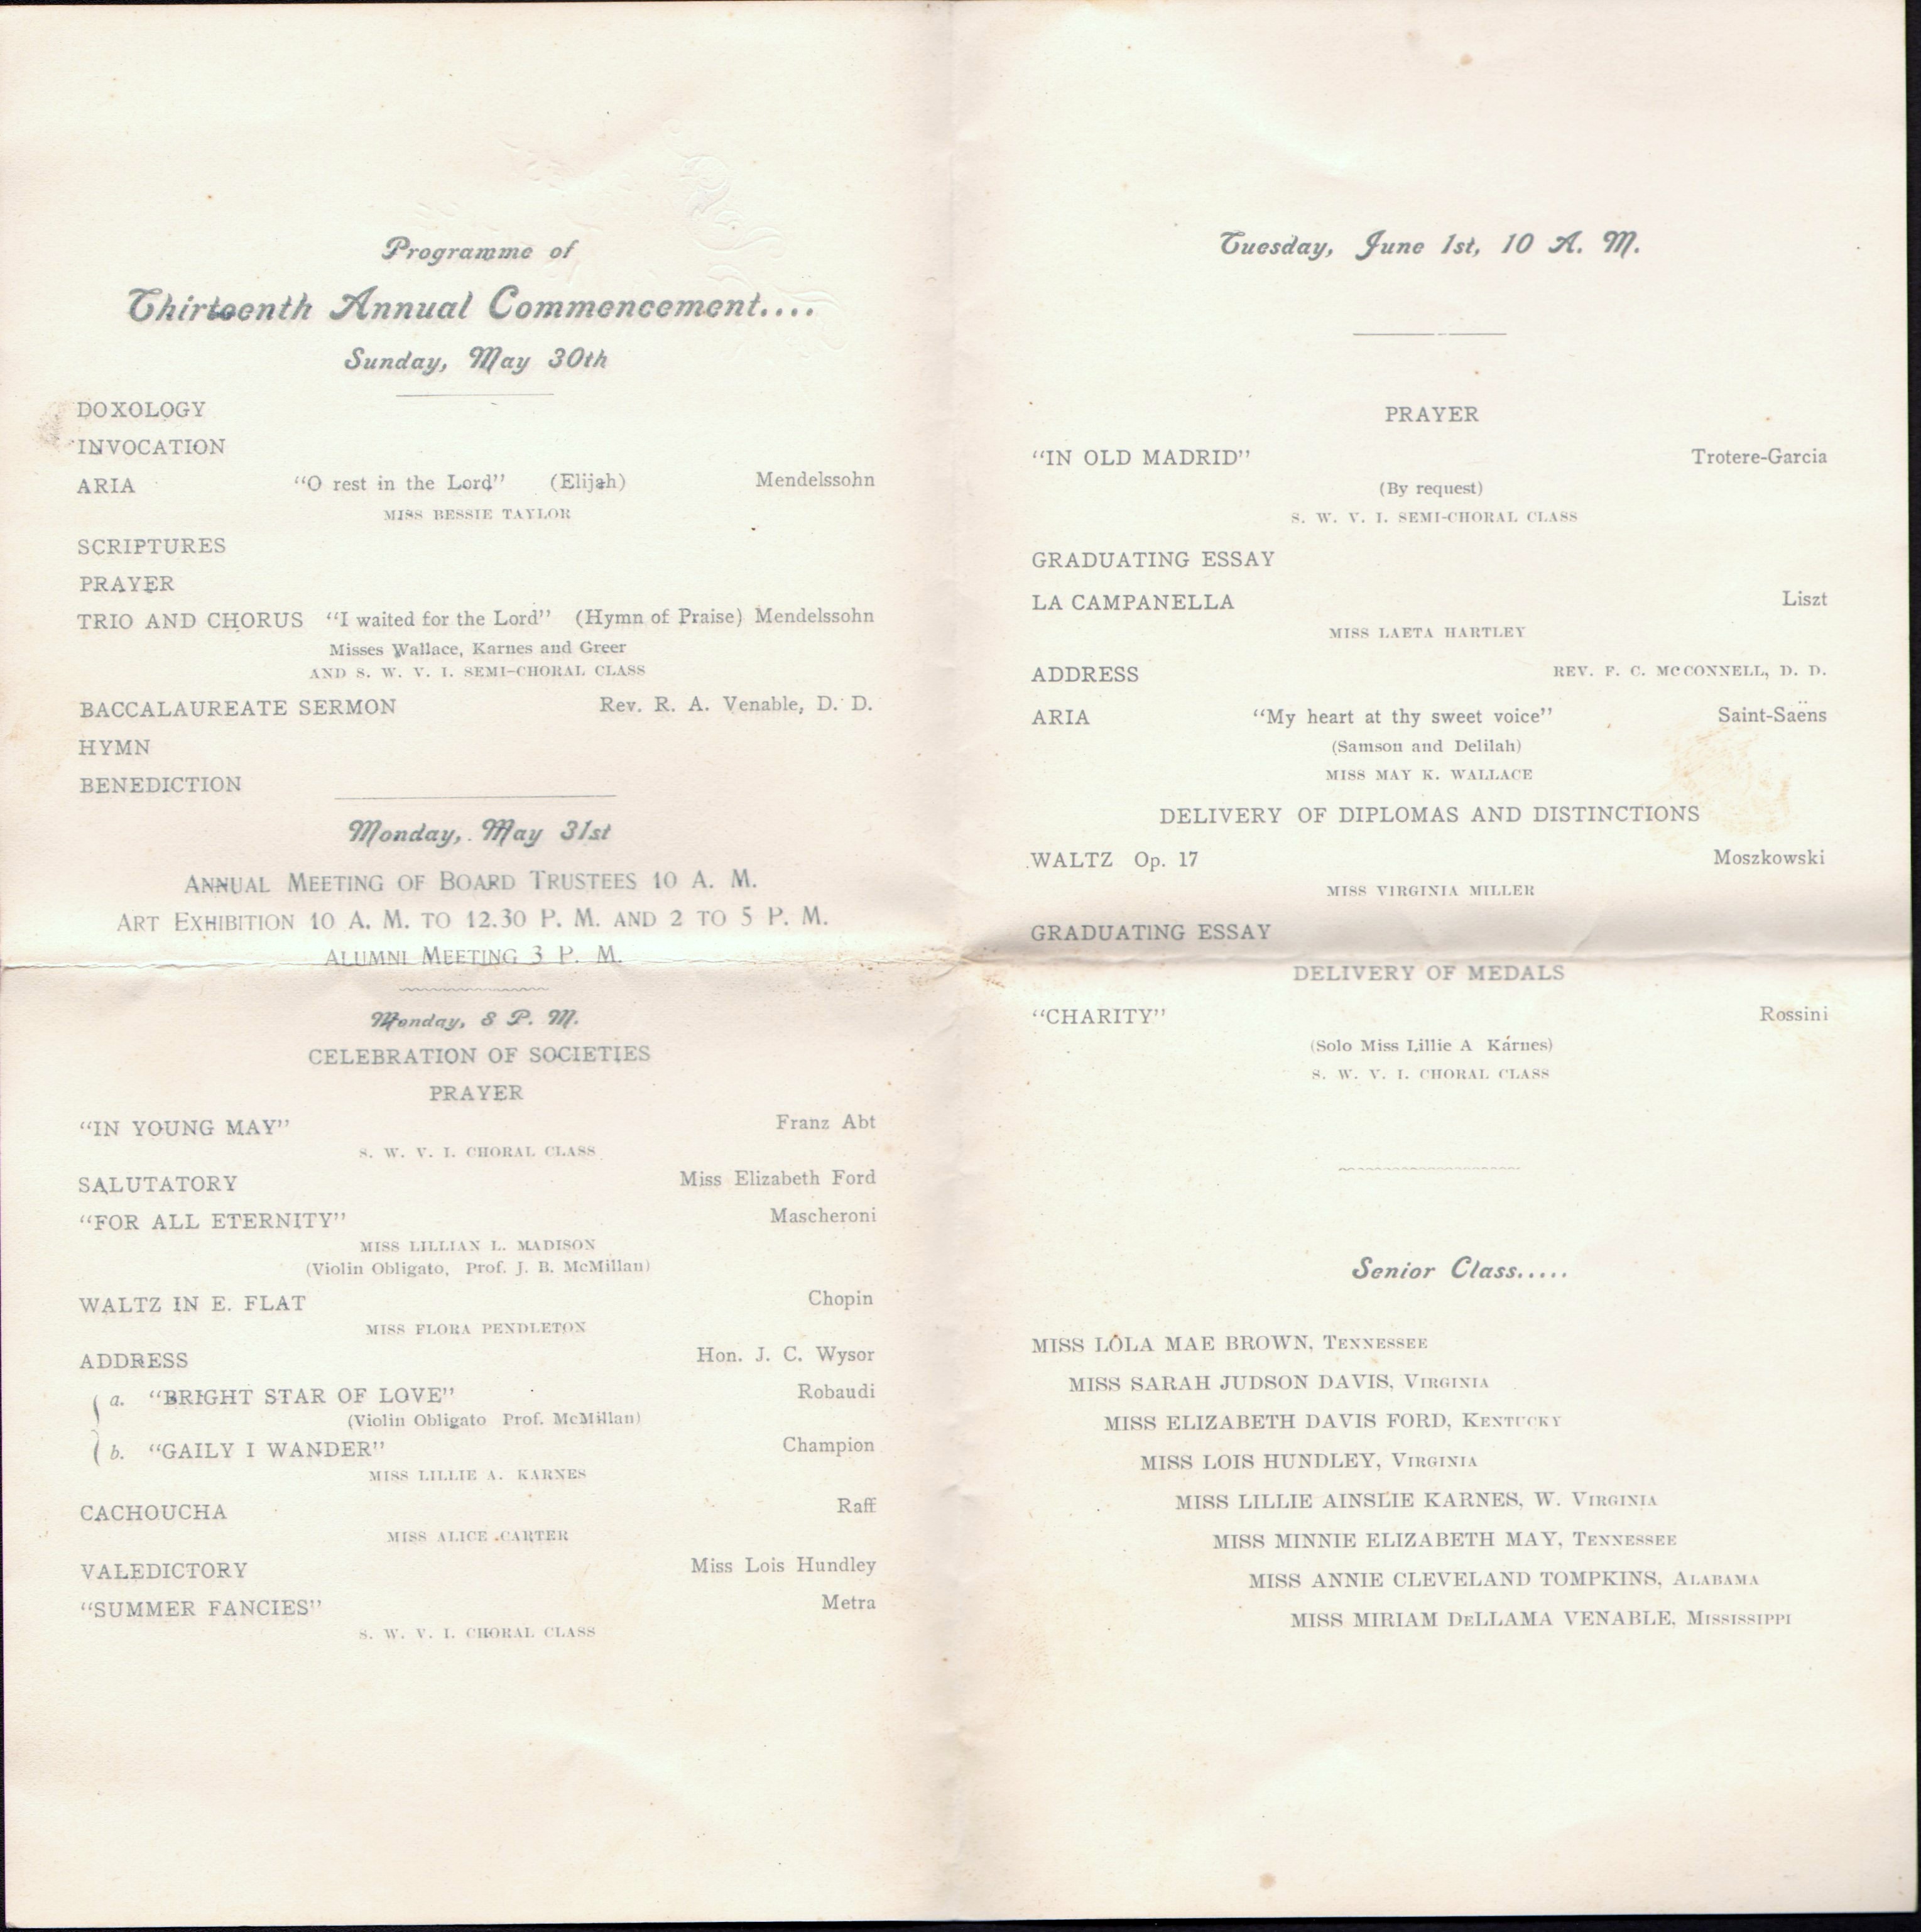 Programme of
Thirteenth Annual Commencement....
Sunday, May 30th
DOXOLOGY
INVOCATION
ARIA "O rest in the Lord" (Elijah) Mendelssohn
MISS BESSIE TAYLOR
SCRIPTURES
PRAYER
TRIO AND CHORUS "I waited for the Lord" (Hymn of Praise) Mendelssohn
Misses Wallace, Karnes and Greer
AND S. W. V. I. SEMI-CHORAL CLASS
BACCALAUREATE SERMON Rev. R. A. Venable, D. D.
HYMN
BENEDICTION
Monday, May 31st
ANNUAL MEETING OF BOARD TRUSTEES 10 A. M.
ART EXHIBITION 10 A. M. TO 12.30 P. M. AND 2 TO 5 P. M.
ALUMNI MEETING 3 P. M.
Monday, 8 P. M.
CELEBRATION OF SOCIETIES
PRAYER
"IN YOUNG MAY" Franz Abt
S. W. V. I. CHORAL CLASS
SALUTATORY Miss Elizabeth Ford
"FOR ALL ETERNITY" Mascheroni
MISS LILLIAN L. MADISON
(Violin Obligato, Prof. J. B. McMillan)
WALTZ IN E. FLAT Chopin
MISS FLORA PENDLETON
ADDRESS Hon. J. C. Wysor
a. "BRIGHT STAR OF LOVE" Robaudi
(Violin Obligato Prof. McMillan)
b. "GAILY I WANDER" Champion
MISS LILLIE A. KARNES
CACHOUCHA Raff
MISS ALICE CARTER
VALEDICTORY Miss Lois Hundley
"SUMMER FANCIES" Metra
S. W. V. I. CHORAL CLASS
Tuesday, June 1st, 10 A. M.
PRAYER
"IN OLD MADRID" Trotere-Garcia
(By request)
S. W. V. I. SEMI-CHORAL CLASS
GRADUATING ESSAY
LA CAMPANELLA Liszt
MISS LAETA HARTLEY
ADDRESS REV. F. C. McCONNELL, D. D.
ARIA "My heart at thy sweet voice" Saint-Saëns
(Samson and Delilah)
MISS MAY K. WALLACE
DELIVERY OF DIPLOMAS AND DISTINCTIONS
WALTZ Op. 17 Moszkowski
MISS VIRGINIA MILLER
GRADUATING ESSAY
DELIVERY OF MEDALS
"CHARITY" Rossini
(Solo Miss Lillie A Karnes)
S. W. V. I. CHORAL CLASS
Senior Class.....
MISS LOLA MAE BROWN, TENNESSEE
MISS SARAH JUDSON DAVIS, VIRGINIA
MISS ELIZABETH DAVIS FORD, KENTUCKY
MISS LOIS HUNDLEY, VIRGINIA
MISS LILLIE AINSLIE KARNES, W. VIRGINIA
MISS MINNIE ELIZABETH MAY, TENNESSEE
MISS ANNIE CLEVELAND TOMPKINS, ALABAMA
MISS MIRIAM DeLLAMA VENABLE, MISSISSIPPI